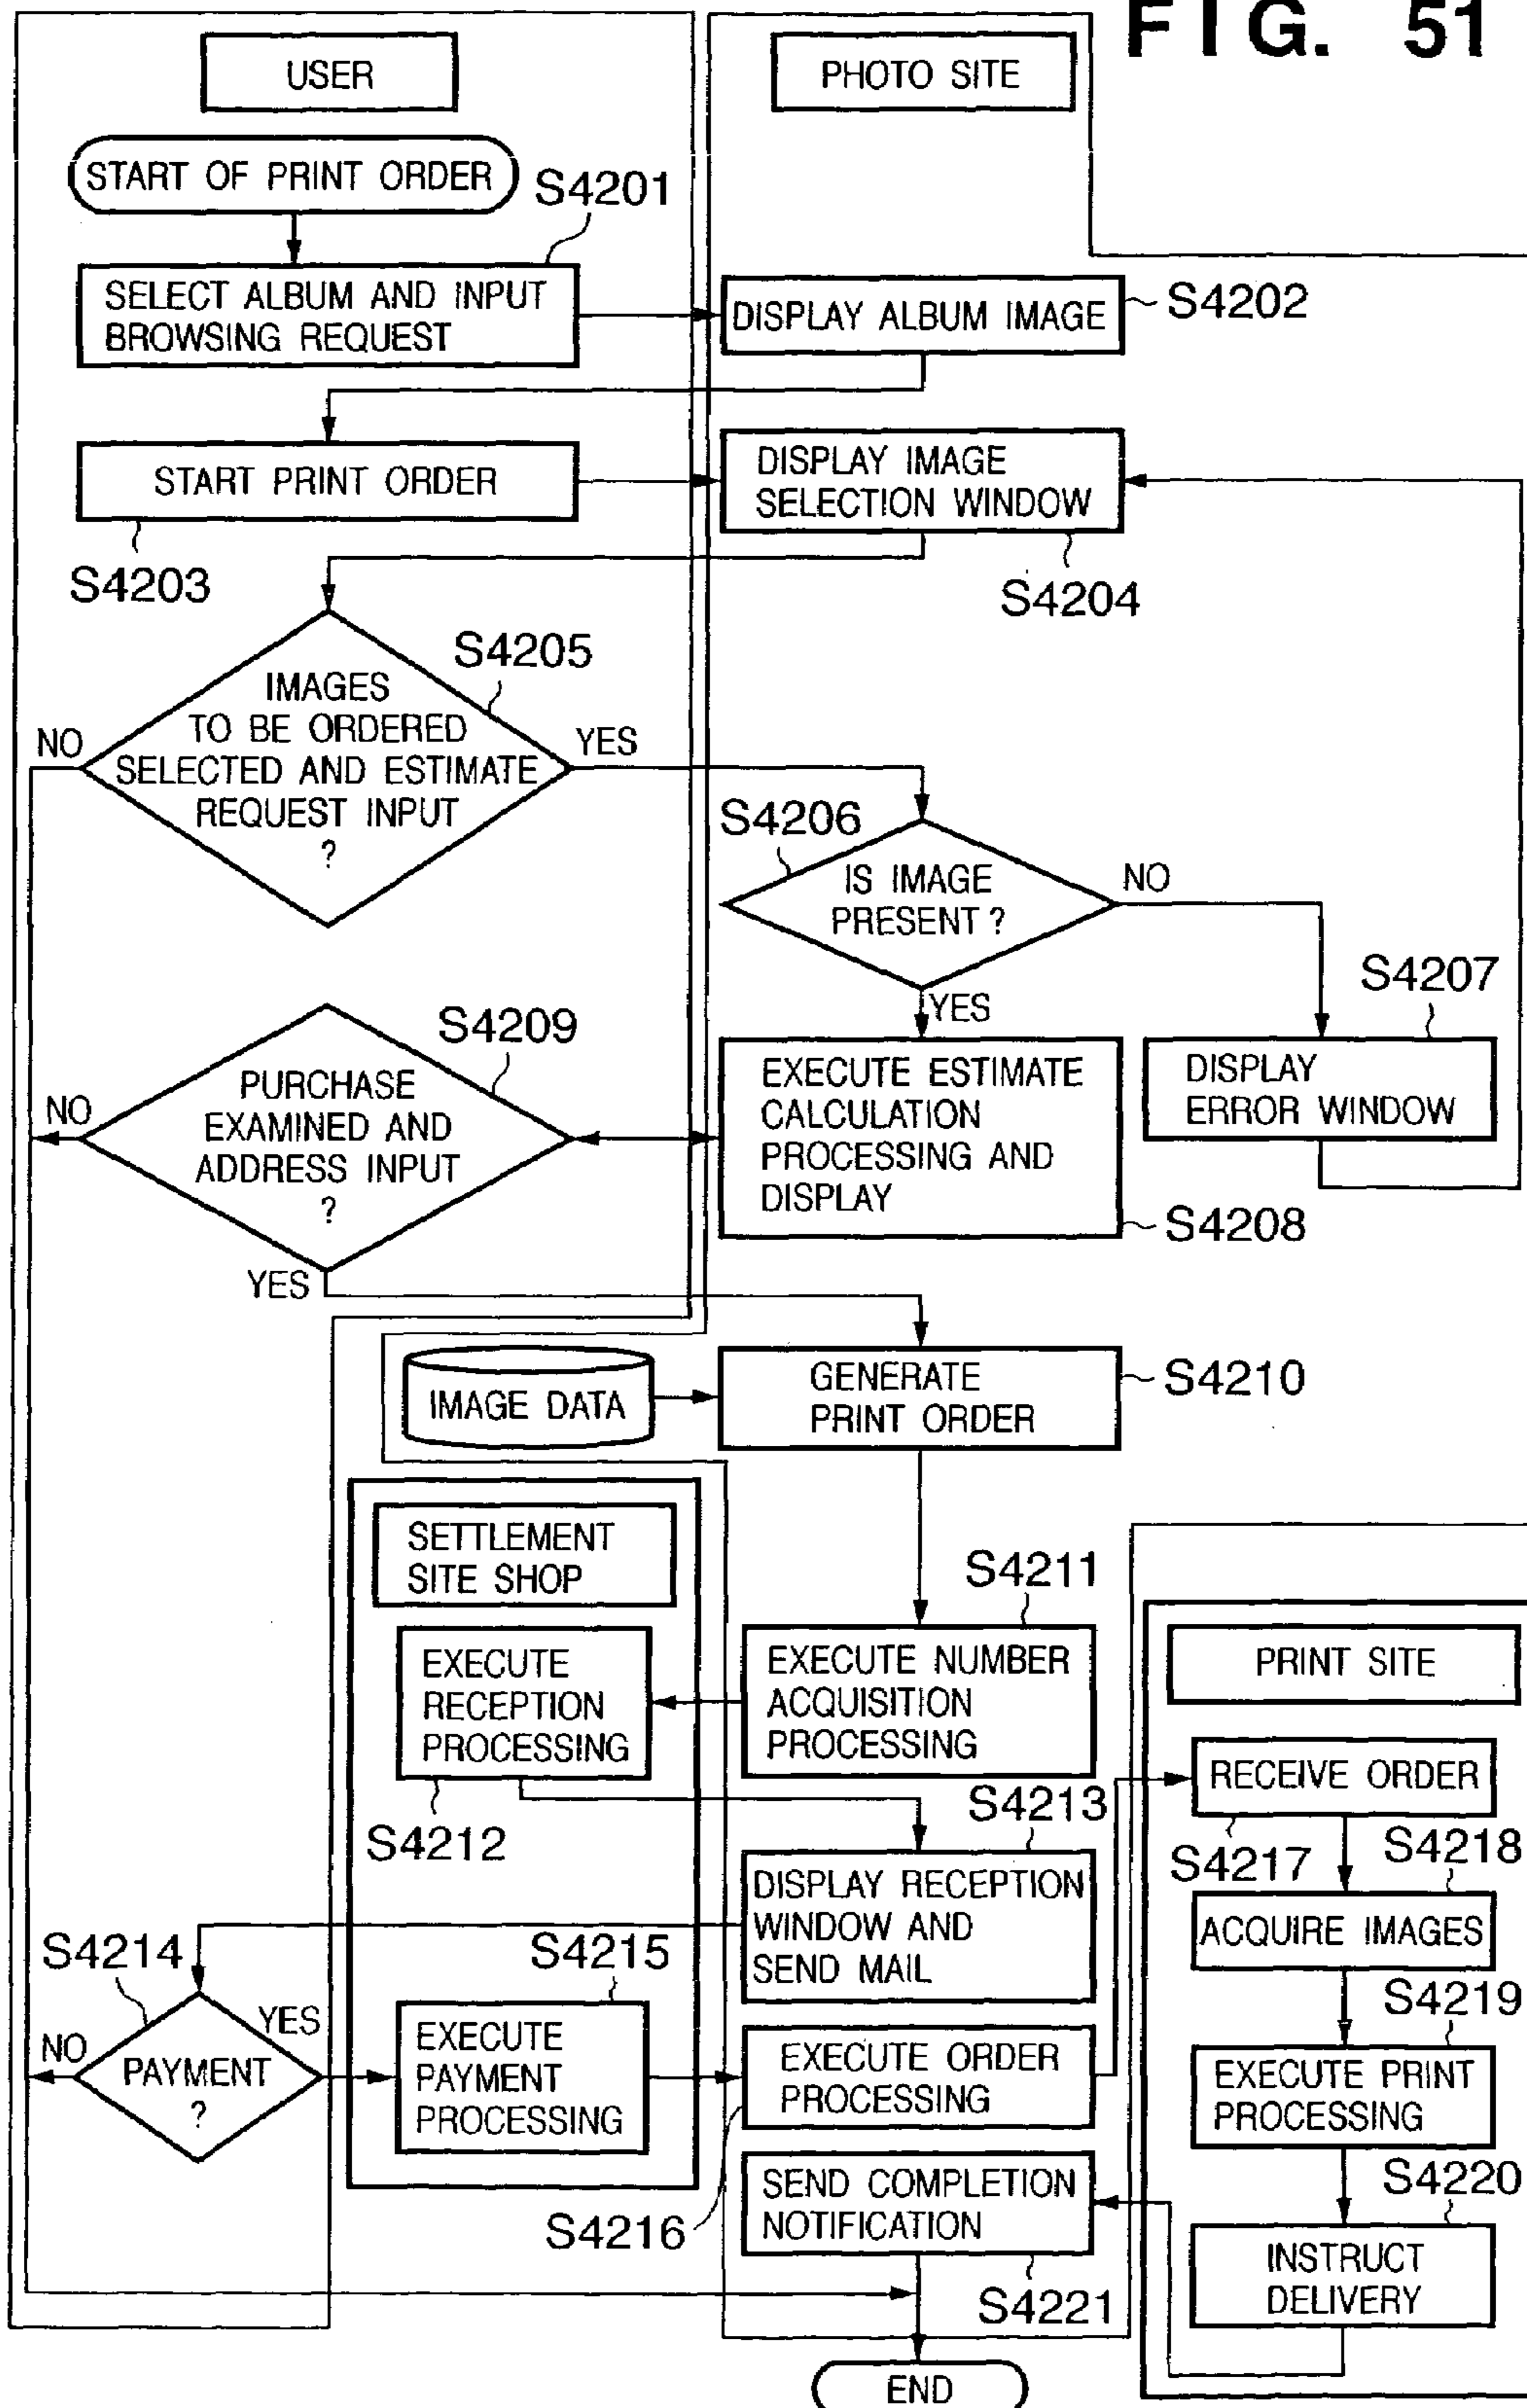 FIG. 51
USER
PHOTO SITE
START OF PRINT ORDER
S4201
SELECT ALBUM AND INPUT
BROWSING REQUEST
DISPLAY ALBUM IMAGE
S4202
START PRINT ORDER
S4203
DISPLAY IMAGE
SELECTION WINDOW
S4204
S4205
IMAGES
TO BE ORDERED
SELECTED AND ESTIMATE
REQUEST INPUT
?
NO
YES
S4206
IS IMAGE
PRESENT ?
NO
YES
S4207
DISPLAY
ERROR WINDOW
S4209
PURCHASE
EXAMINED AND
ADDRESS INPUT
?
NO
YES
EXECUTE ESTIMATE
CALCULATION
PROCESSING AND
DISPLAY
S4208
IMAGE DATA
GENERATE
PRINT ORDER
S4210
SETTLEMENT
SITE SHOP
S4211
EXECUTE NUMBER
ACQUISITION
PROCESSING
EXECUTE
RECEPTION
PROCESSING
S4212
S4213
DISPLAY RECEPTION
WINDOW AND
SEND MAIL
S4214
PAYMENT
?
NO
YES
S4215
EXECUTE
PAYMENT
PROCESSING
EXECUTE ORDER
PROCESSING
S4216
PRINT SITE
RECEIVE ORDER
S4217
S4218
ACQUIRE IMAGES
S4219
EXECUTE PRINT
PROCESSING
S4220
INSTRUCT
DELIVERY
SEND COMPLETION
NOTIFICATION
S4221
END